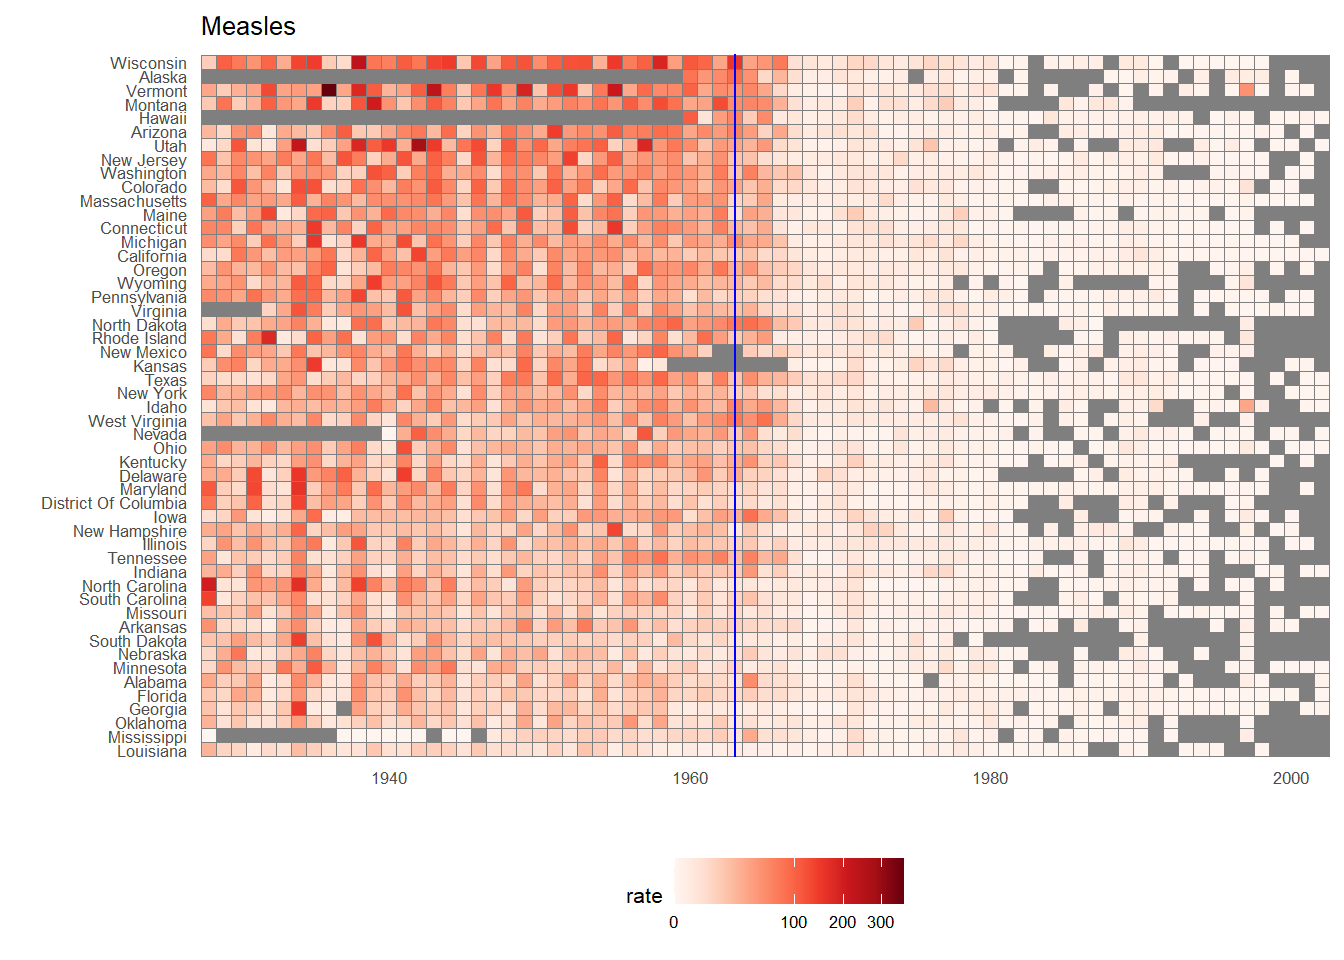 Measles
Wisconsin
Alaska
Vermont
Montana
Hawaii
Arizona
Utah
New Jersey
Washington
Colorado
Massachusetts
Maine
Connecticut
Michigan
California
Oregon
Wyoming
Pennsylvania
Virginia
North Dakota
Rhode Island
New Mexico
Kansas
Texas
New York
Idaho
West Virginia
Nevada
Ohio
Kentucky
Delaware
Maryland
District Of Columbia
Iowa
New Hampshire
Illinois
Tennessee
Indiana
North Carolina
South Carolina
Missouri
Arkansas
South Dakota
Nebraska
Minnesota
Alabama
Florida
Georgia
Oklahoma
Mississippi
Louisiana
1940 1960 1980 2000
rate
0 100 200 300